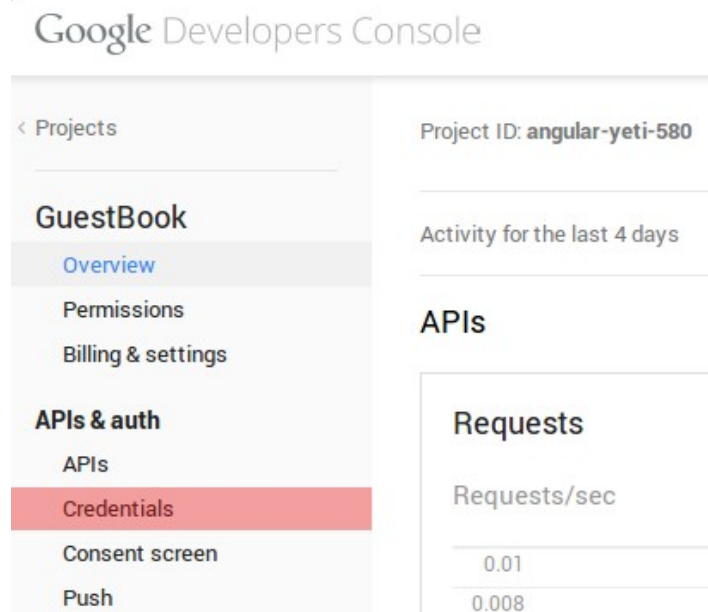 Google Developers Console
< Projects
GuestBook
Overview
Permissions
Billing & settings
APIs & auth
APIs
Credentials
Consent screen
Push
Project ID: angular-yeti-580
Activity for the last 4 days
APIs
Requests
Requests/sec
0.01
0.008